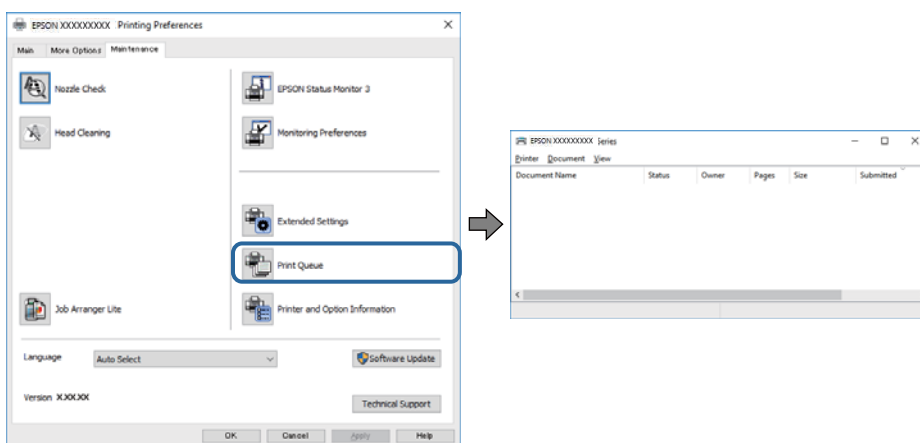 EPSON XXXXXXXXX Printing Preferences
Main More Options Maintenance
Nozzle Check
Head Cleaning
Job Arranger Lite
EPSON Status Monitor 3
Monitoring Preferences
Extended Settings
Print Queue
Printer and Option Information
Language Auto Select Software Update
Version X.XX.XX
Technical Support
OK Cancel Apply Help
EPSON XXXXXXXXX Series
Printer Document View
Document Name Status Owner Pages Size Submitted